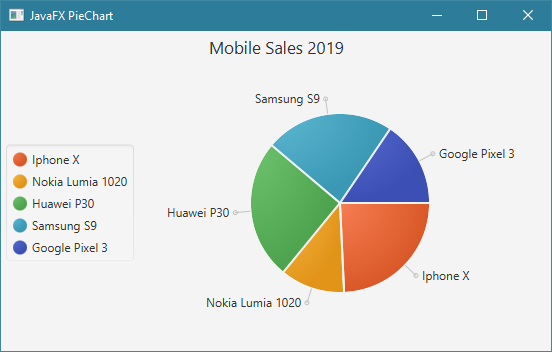 JavaFX PieChart
Mobile Sales 2019
Samsung S9
Google Pixel 3
Huawei P30
Iphone X
Nokia Lumia 1020
Iphone X
Nokia Lumia 1020
Huawei P30
Samsung S9
Google Pixel 3